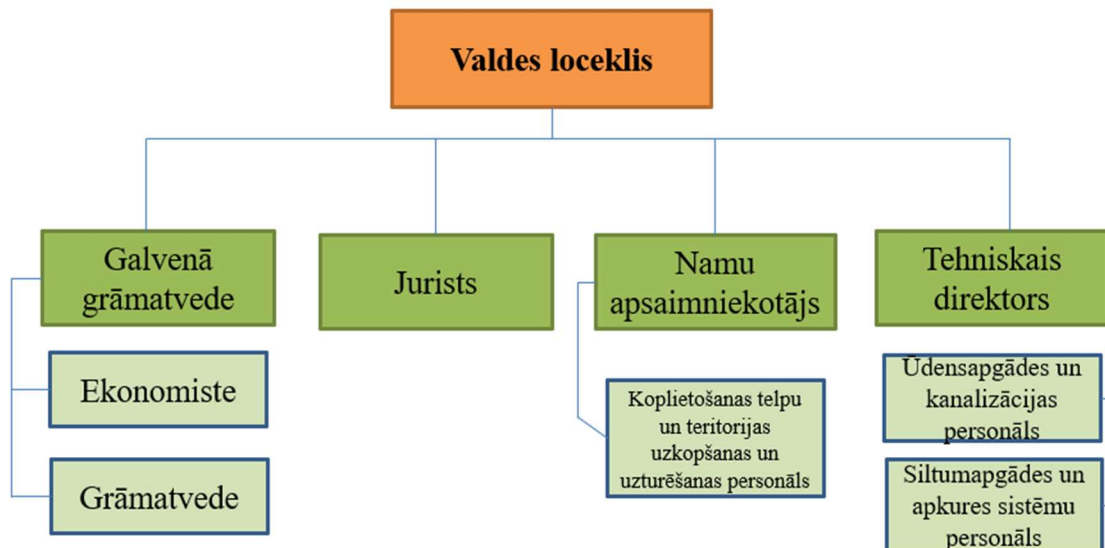 Valdes loceklis
Galvenā
grāmatvede
Jurists
Namu
apsaimniekotājs
Tehniskais
direktors
Ekonomiste
Grāmatvede
Koplietošanas telpu
un teritorijas
uzkopšanas un
uzturēšanas personāls
Ūdensapgādes un
kanalizācijas
personāls
Siltumapgādes un
apkures sistēmu
personāls